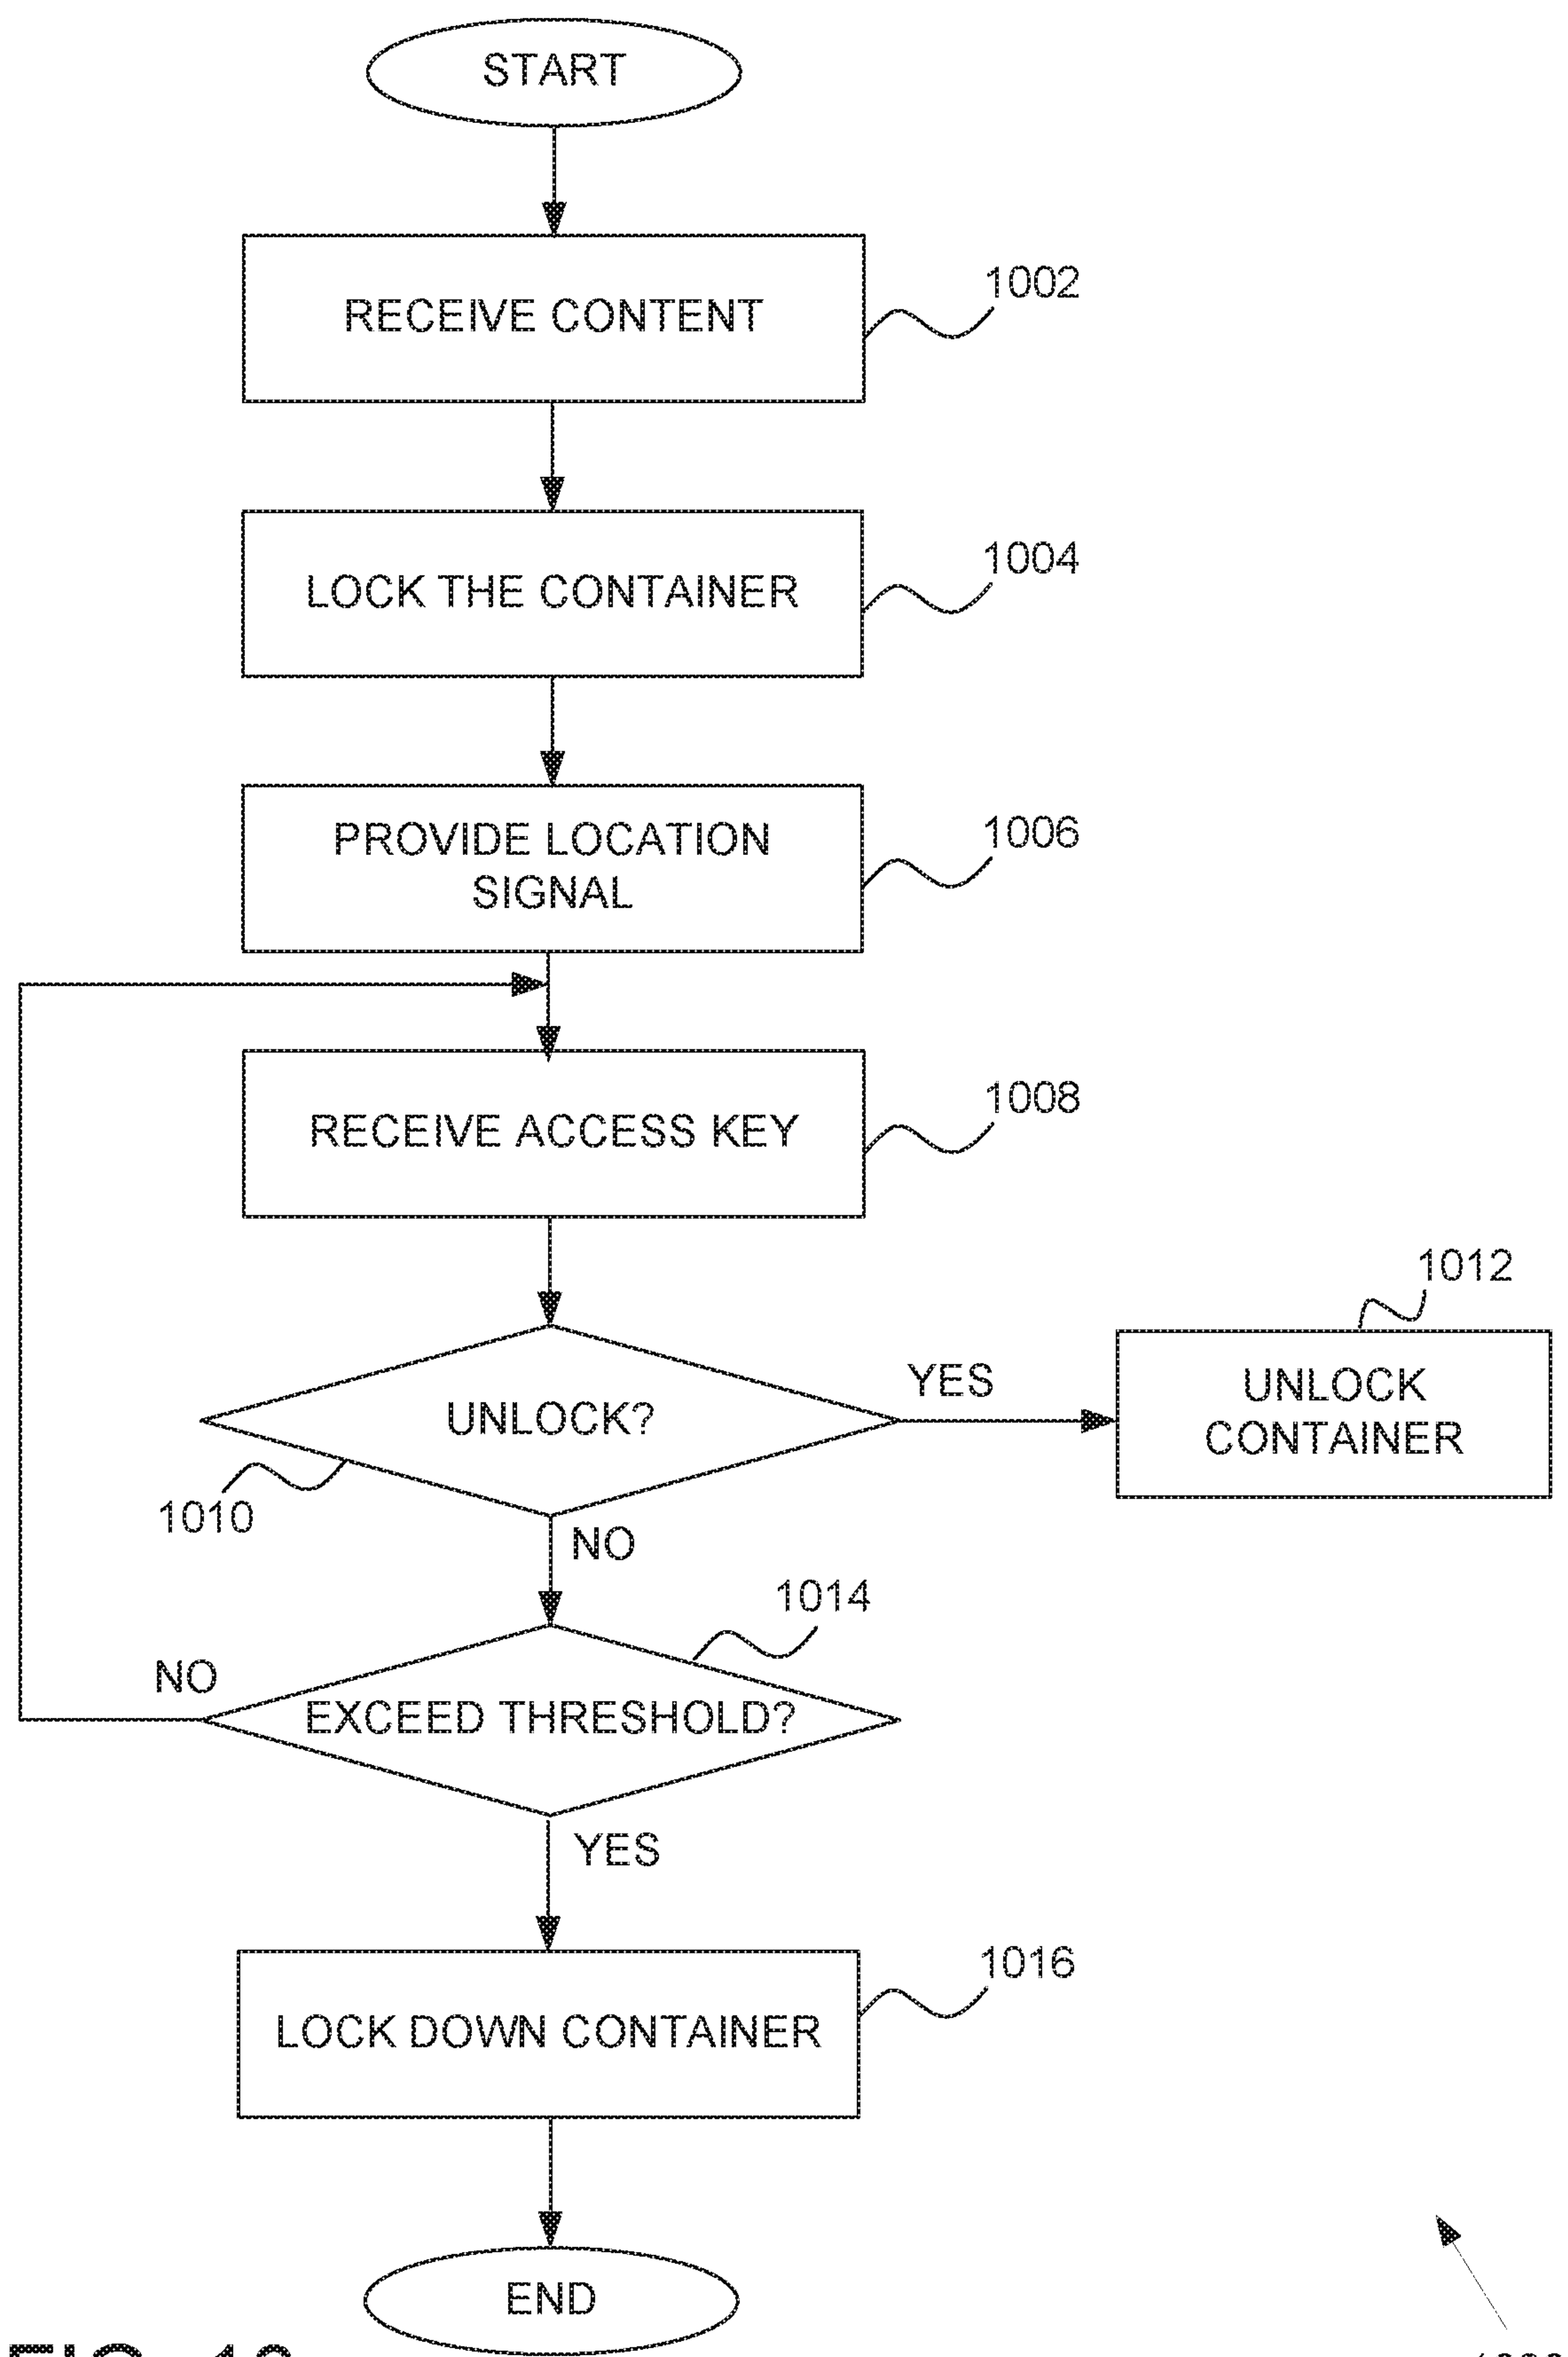 START
RECEIVE CONTENT
1002
LOCK THE CONTAINER
1004
PROVIDE LOCATION
SIGNAL
1006
RECEIVE ACCESS KEY
1008
UNLOCK?
1010
YES
UNLOCK
CONTAINER
1012
NO
EXCEED THRESHOLD?
1014
NO
YES
LOCK DOWN CONTAINER
1016
END